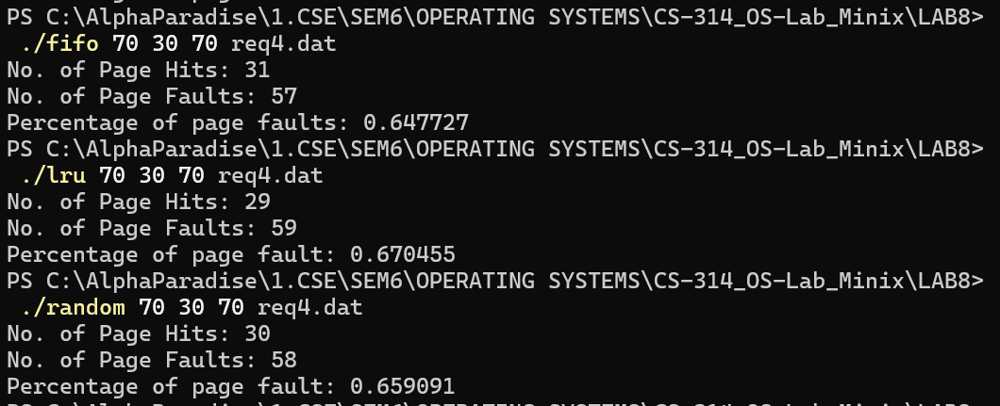 PS C:\AlphaParadise\1.CSE\SEM6\OPERATING SYSTEMS\CS-314_OS-Lab_Minix\LAB8>
./fifo 70 30 70 req4.dat
No. of Page Hits: 31
No. of Page Faults: 57
Percentage of page faults: 0.647727
PS C:\AlphaParadise\1.CSE\SEM6\OPERATING SYSTEMS\CS-314_OS-Lab_Minix\LAB8>
./lru 70 30 70 req4.dat
No. of Page Hits: 29
No. of Page Faults: 59
Percentage of page fault: 0.670455
PS C:\AlphaParadise\1.CSE\SEM6\OPERATING SYSTEMS\CS-314_OS-Lab_Minix\LAB8>
./random 70 30 70 req4.dat
No. of Page Hits: 30
No. of Page Faults: 58
Percentage of page fault: 0.659091